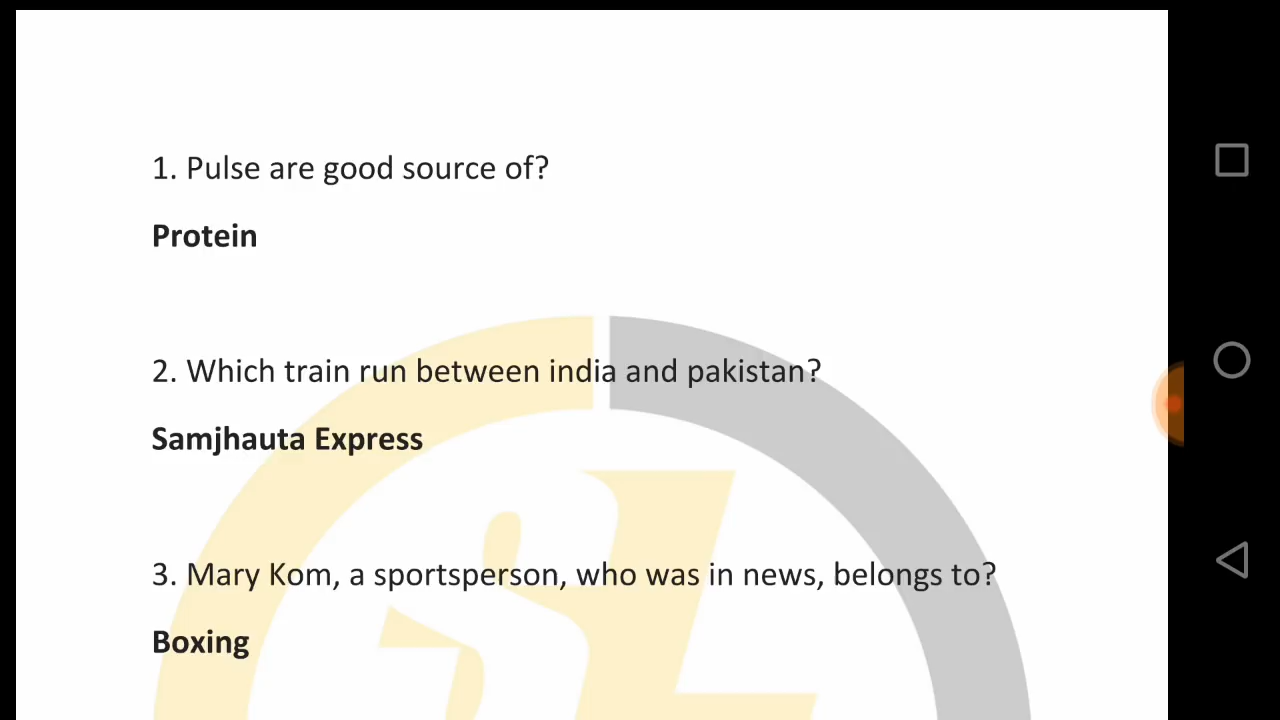 1. Pulse are good source of?
Protein
2. Which train run between india and pakistan?
Samjhauta Express
3. Mary Kom, a sportsperson, who was in news, belongs to?
Boxing